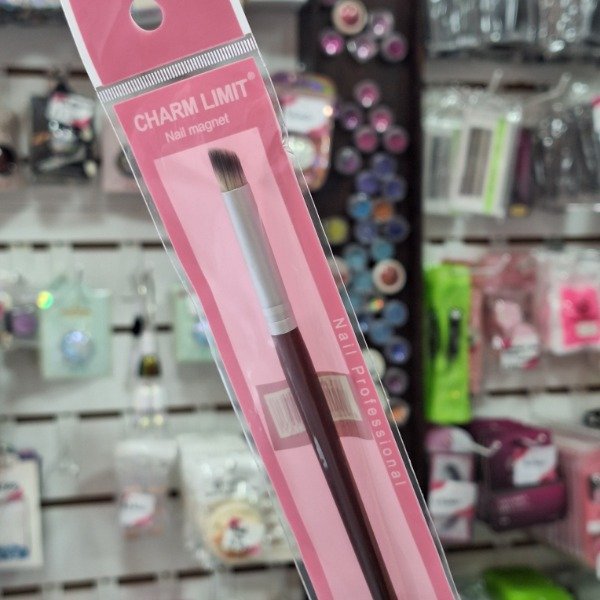 CHARM LIMIT®
Nail magnet
Nail Professional